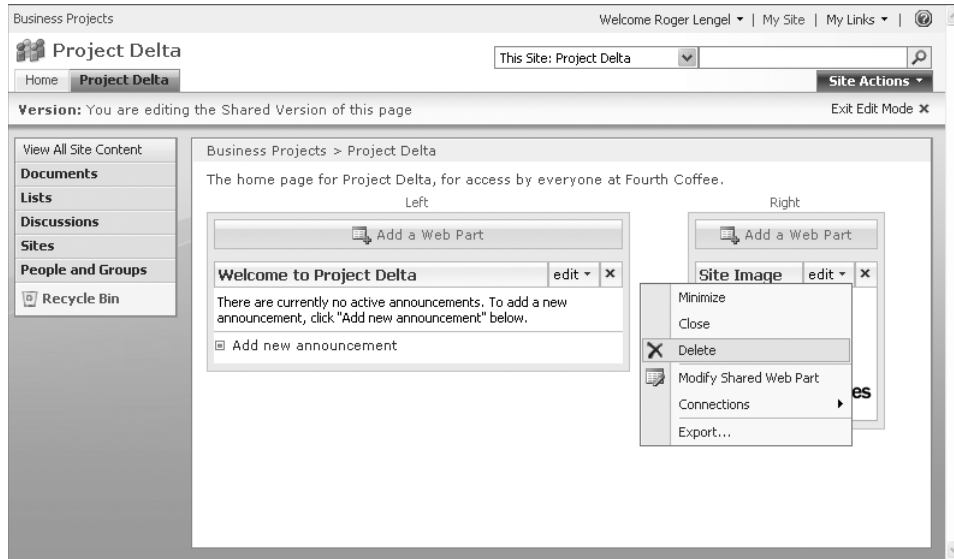 Business Projects
Welcome Roger Lengel | My Site | My Links |
Project Delta
This Site: Project Delta
Home Project Delta
Site Actions
Version: You are editing the Shared Version of this page
Exit Edit Mode
View All Site Content
Documents
Lists
Discussions
Sites
People and Groups
Recycle Bin
Business Projects > Project Delta
The home page for Project Delta, for access by everyone at Fourth Coffee.
Left
Right
Add a Web Part
Add a Web Part
Welcome to Project Delta
edit
Site Image
edit
There are currently no active announcements. To add a new
announcement, click "Add new announcement" below.
Add new announcement
Minimize
Close
Delete
Modify Shared Web Part
Connections
Export...
es